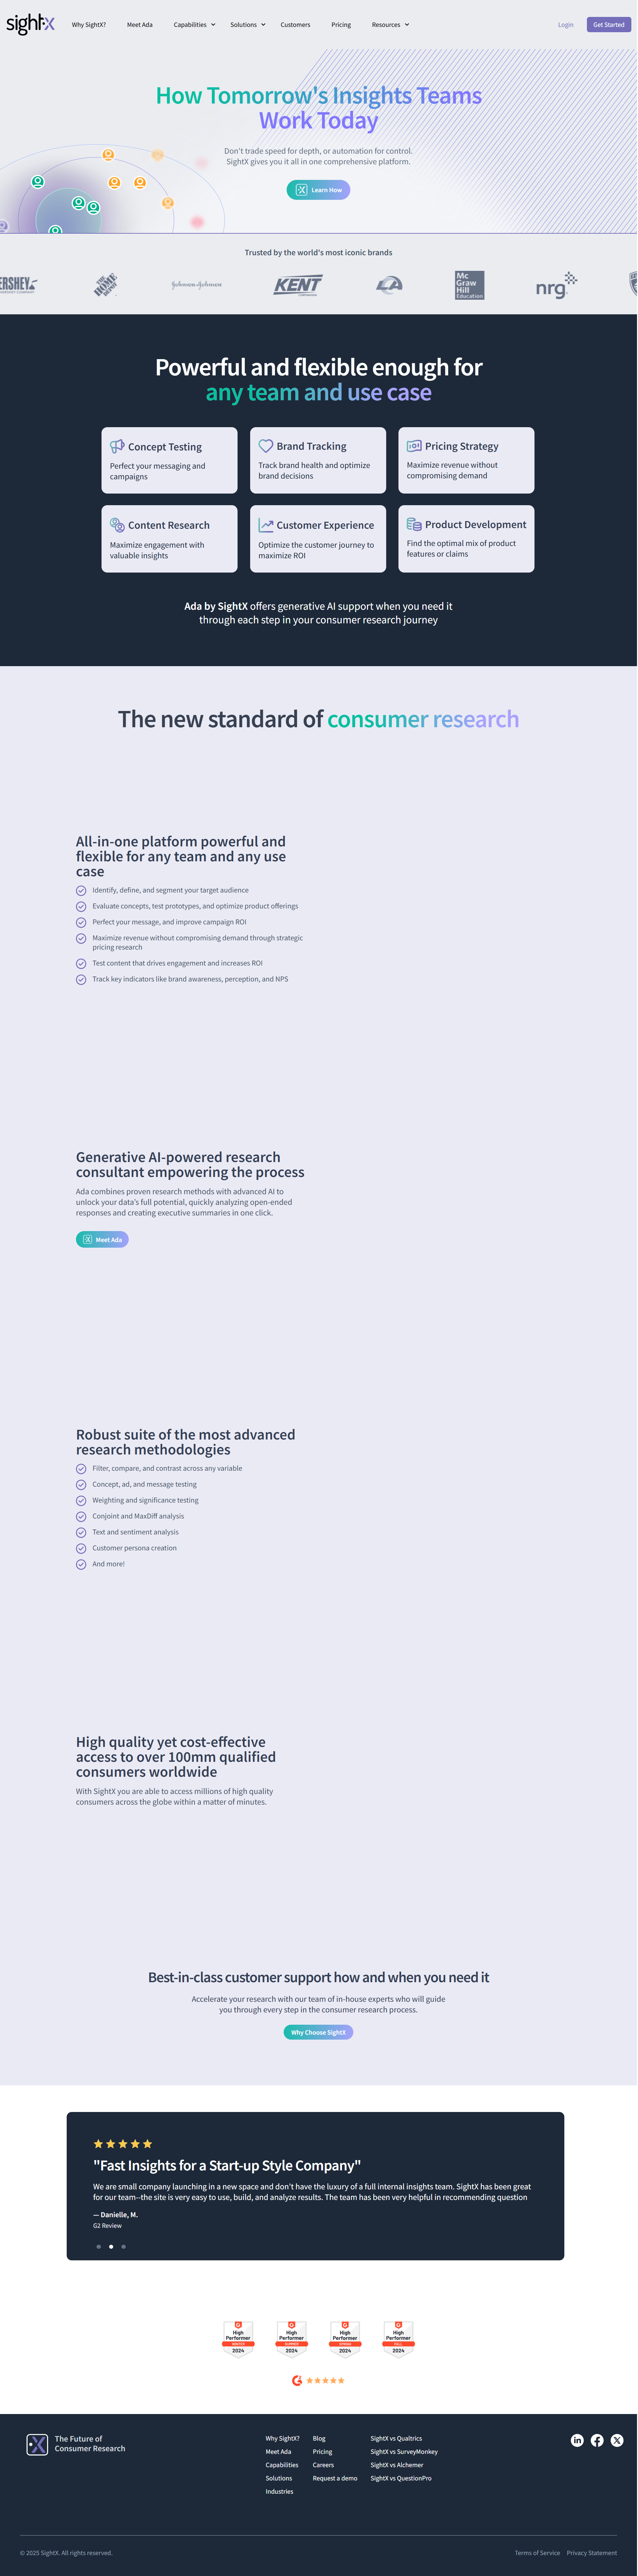 sightX
Why SightX?
Meet Ada
Capabilities
Solutions
Customers
Pricing
Resources
Login
Get Started
How Tomorrow's Insights Teams
Work Today
Don't trade speed for depth, or automation for control.
SightX gives you it all in one comprehensive platform.
Learn How
Trusted by the world's most iconic brands
ERSHEY
THE HOME DEPOT
Johnson & Johnson
KENT
LA
Mc
Graw
Hill
Education
nrg
Powerful and flexible enough for
any team and use case
Concept Testing
Perfect your messaging and
campaigns
Brand Tracking
Track brand health and optimize
brand decisions
Pricing Strategy
Maximize revenue without
compromising demand
Content Research
Maximize engagement with
valuable insights
Customer Experience
Optimize the customer journey to
maximize ROI
Product Development
Find the optimal mix of product
features or claims
Ada by SightX offers generative AI support when you need it
through each step in your consumer research journey
The new standard of consumer research
All-in-one platform powerful and
flexible for any team and any use
case
Identify, define, and segment your target audience
Evaluate concepts, test prototypes, and optimize product offerings
Perfect your message, and improve campaign ROI
Maximize revenue without compromising demand through strategic
pricing research
Test content that drives engagement and increases ROI
Track key indicators like brand awareness, perception, and NPS
Generative AI-powered research
consultant empowering the process
Ada combines proven research methods with advanced AI to
unlock your data's full potential, quickly analyzing open-ended
responses and creating executive summaries in one click.
Meet Ada
Robust suite of the most advanced
research methodologies
Filter, compare, and contrast across any variable
Concept, ad, and message testing
Weighting and significance testing
Conjoint and MaxDiff analysis
Text and sentiment analysis
Customer persona creation
And more!
High quality yet cost-effective
access to over 100mm qualified
consumers worldwide
With SightX you are able to access millions of high quality
consumers across the globe within a matter of minutes.
Best-in-class customer support how and when you need it
Accelerate your research with our team of in-house experts who will guide
you through every step in the consumer research process.
Why Choose SightX
"Fast Insights for a Start-up Style Company"
We are small company launching in a new space and don't have the luxury of a full internal insights team. SightX has been great
for our team--the site is very easy to use, build, and analyze results. The team has been very helpful in recommending question
— Danielle, M.
G2 Review
High
Performer
WINTER
2024
High
Performer
SUMMER
2024
High
Performer
SPRING
2024
High
Performer
FALL
2024
The Future of
Consumer Research
Why SightX?
Meet Ada
Capabilities
Solutions
Industries
Blog
Pricing
Careers
Request a demo
SightX vs Qualtrics
SightX vs SurveyMonkey
SightX vs Alchemer
SightX vs QuestionPro
© 2025 SightX. All rights reserved.
Terms of Service
Privacy Statement